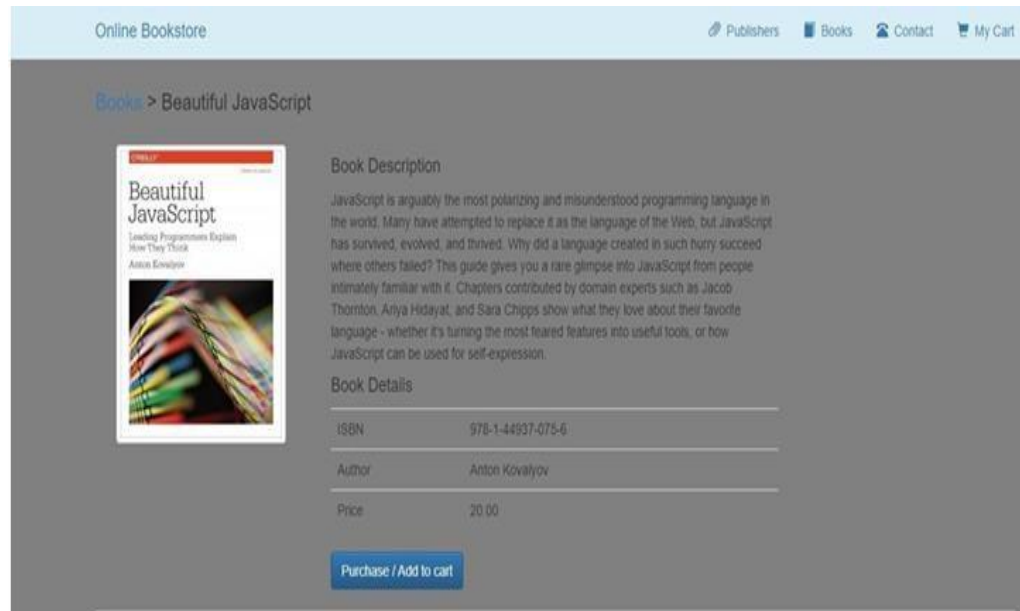 Online Bookstore
Publishers
Books
Contact
My Cart
Books > Beautiful JavaScript
O'REILLY
Beautiful
JavaScript
Leading Programmers Explain
How They Think
Anton Kovalyov
Book Description
JavaScript is arguably the most polarizing and misunderstood programming language in
the world. Many have attempted to replace it as the language of the Web, but JavaScript
has survived, evolved, and thrived. Why did a language created in such hurry succeed
where others failed? This guide gives you a rare glimpse into JavaScript from people
intimately familiar with it. Chapters contributed by domain experts such as Jacob
Thornton, Ariya Hidayat, and Sara Chipps show what they love about their favorite
language - whether it's turning the most feared features into useful tools, or how
JavaScript can be used for self-expression.
Book Details
ISBN 978-1-44937-075-6
Author Anton Kovalyov
Price 20.00
Purchase / Add to cart